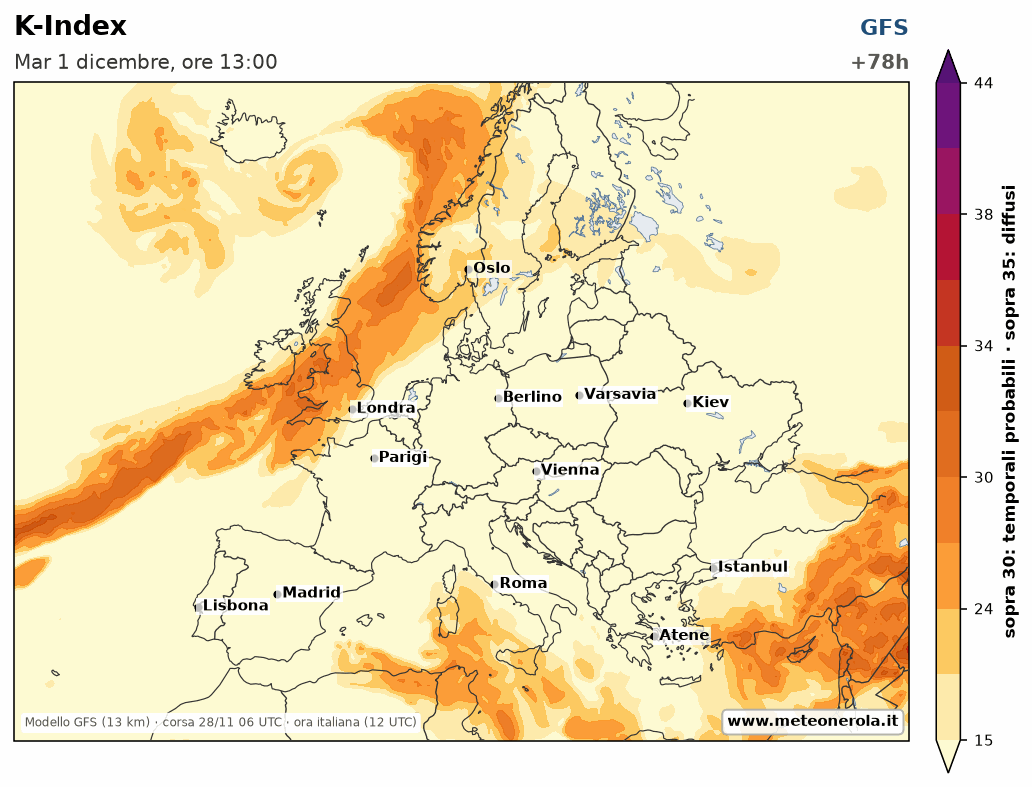 K-Index
GFS
Mar 1 dicembre, ore 13:00
+78h
44
38
34
30
24
15
sopra 30: temporali probabili · sopra 35: diffusi
Oslo
Berlino
Varsavia
Kiev
Londra
Parigi
Vienna
Istanbul
Roma
Madrid
Lisbona
Atene
Modello GFS (13 km) · corsa 28/11 06 UTC · ora italiana (12 UTC)
www.meteonerola.it